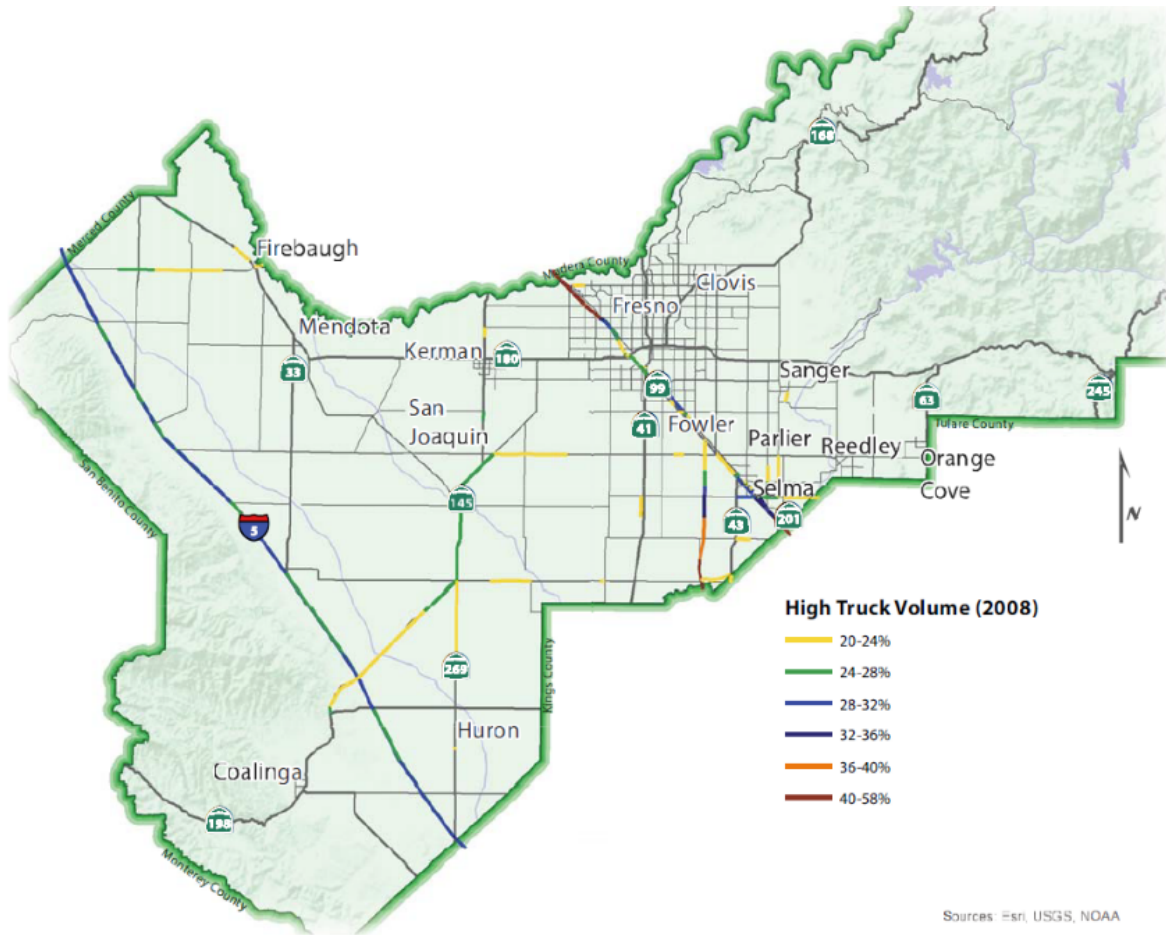 168
Merced County
Firebaugh
Madera County
Clovis
Fresno
Mendota
Kerman
180
33
Sanger
99
245
63
San
Joaquin
41
Fowler
Parlier
Reedley
Tulare County
Orange
Cove
San Benito County
145
Selma
5
43
201
N
High Truck Volume (2008)
20-24%
24-28%
28-32%
32-36%
36-40%
40-58%
269
Kings County
Huron
Coalinga
198
Monterey County
Sources: Esri, USGS, NOAA